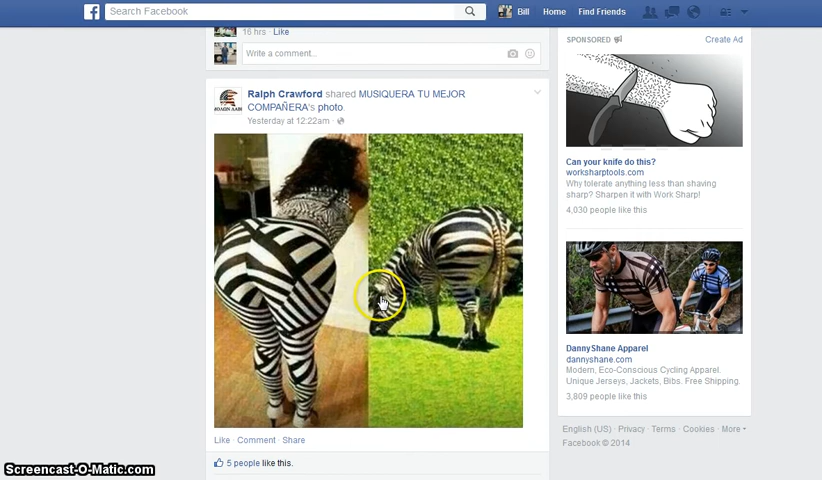 Search Facebook
Bill
Home
Find Friends
16 hrs · Like
Write a comment...
Ralph Crawford shared MUSIQUERA TU MEJOR
COMPAÑERA's photo.
Yesterday at 12:22am ·
Like · Comment · Share
5 people like this.
SPONSORED
Create Ad
Can your knife do this?
worksharptools.com
Why tolerate anything less than shaving
sharp? Sharpen it with Work Sharp!
4,030 people like this
DannyShane Apparel
dannyshane.com
Modern, Eco-Conscious Cycling Apparel.
Unique Jerseys, Jackets, Bibs. Free Shipping.
3,809 people like this
English (US) · Privacy · Terms · Cookies · More
Facebook © 2014
Screencast-O-Matic.com